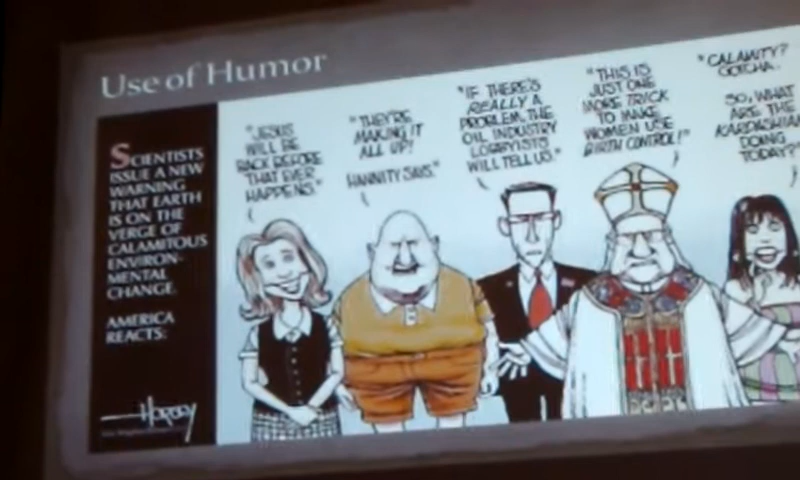 Use of Humor
SCIENTISTS
ISSUE A NEW
WARNING
THAT EARTH
IS ON THE
VERGE OF
CALAMITOUS
ENVIRON-
MENTAL
CHANGE.
AMERICA
REACTS:
HORSEY
"JESUS
WILL BE
BACK BEFORE
THAT EVER
HAPPENS."
"THEY'RE
MAKING IT
ALL UP!
HANNITY SAYS."
"IF THERE'S
REALLY A
PROBLEM, THE
OIL INDUSTRY
LOBBYISTS
WILL TELL US."
"THIS IS
JUST ONE
MORE TRICK
TO MAKE
WOMEN USE
BIRTH CONTROL!"
"CALAMITY?
GOTCHA.
SO, WHAT
ARE THE
KARDASHIAN
DOING
TODAY?"